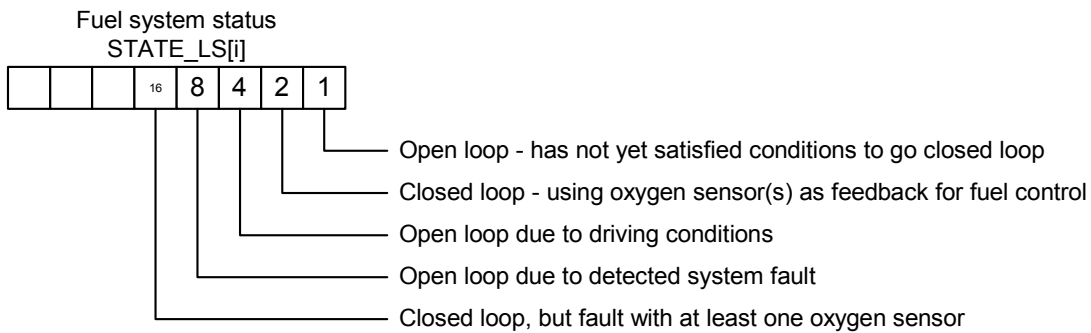 Fuel system status
STATE_LS[i]
16 8 4 2 1
Open loop - has not yet satisfied conditions to go closed loop
Closed loop - using oxygen sensor(s) as feedback for fuel control
Open loop due to driving conditions
Open loop due to detected system fault
Closed loop, but fault with at least one oxygen sensor